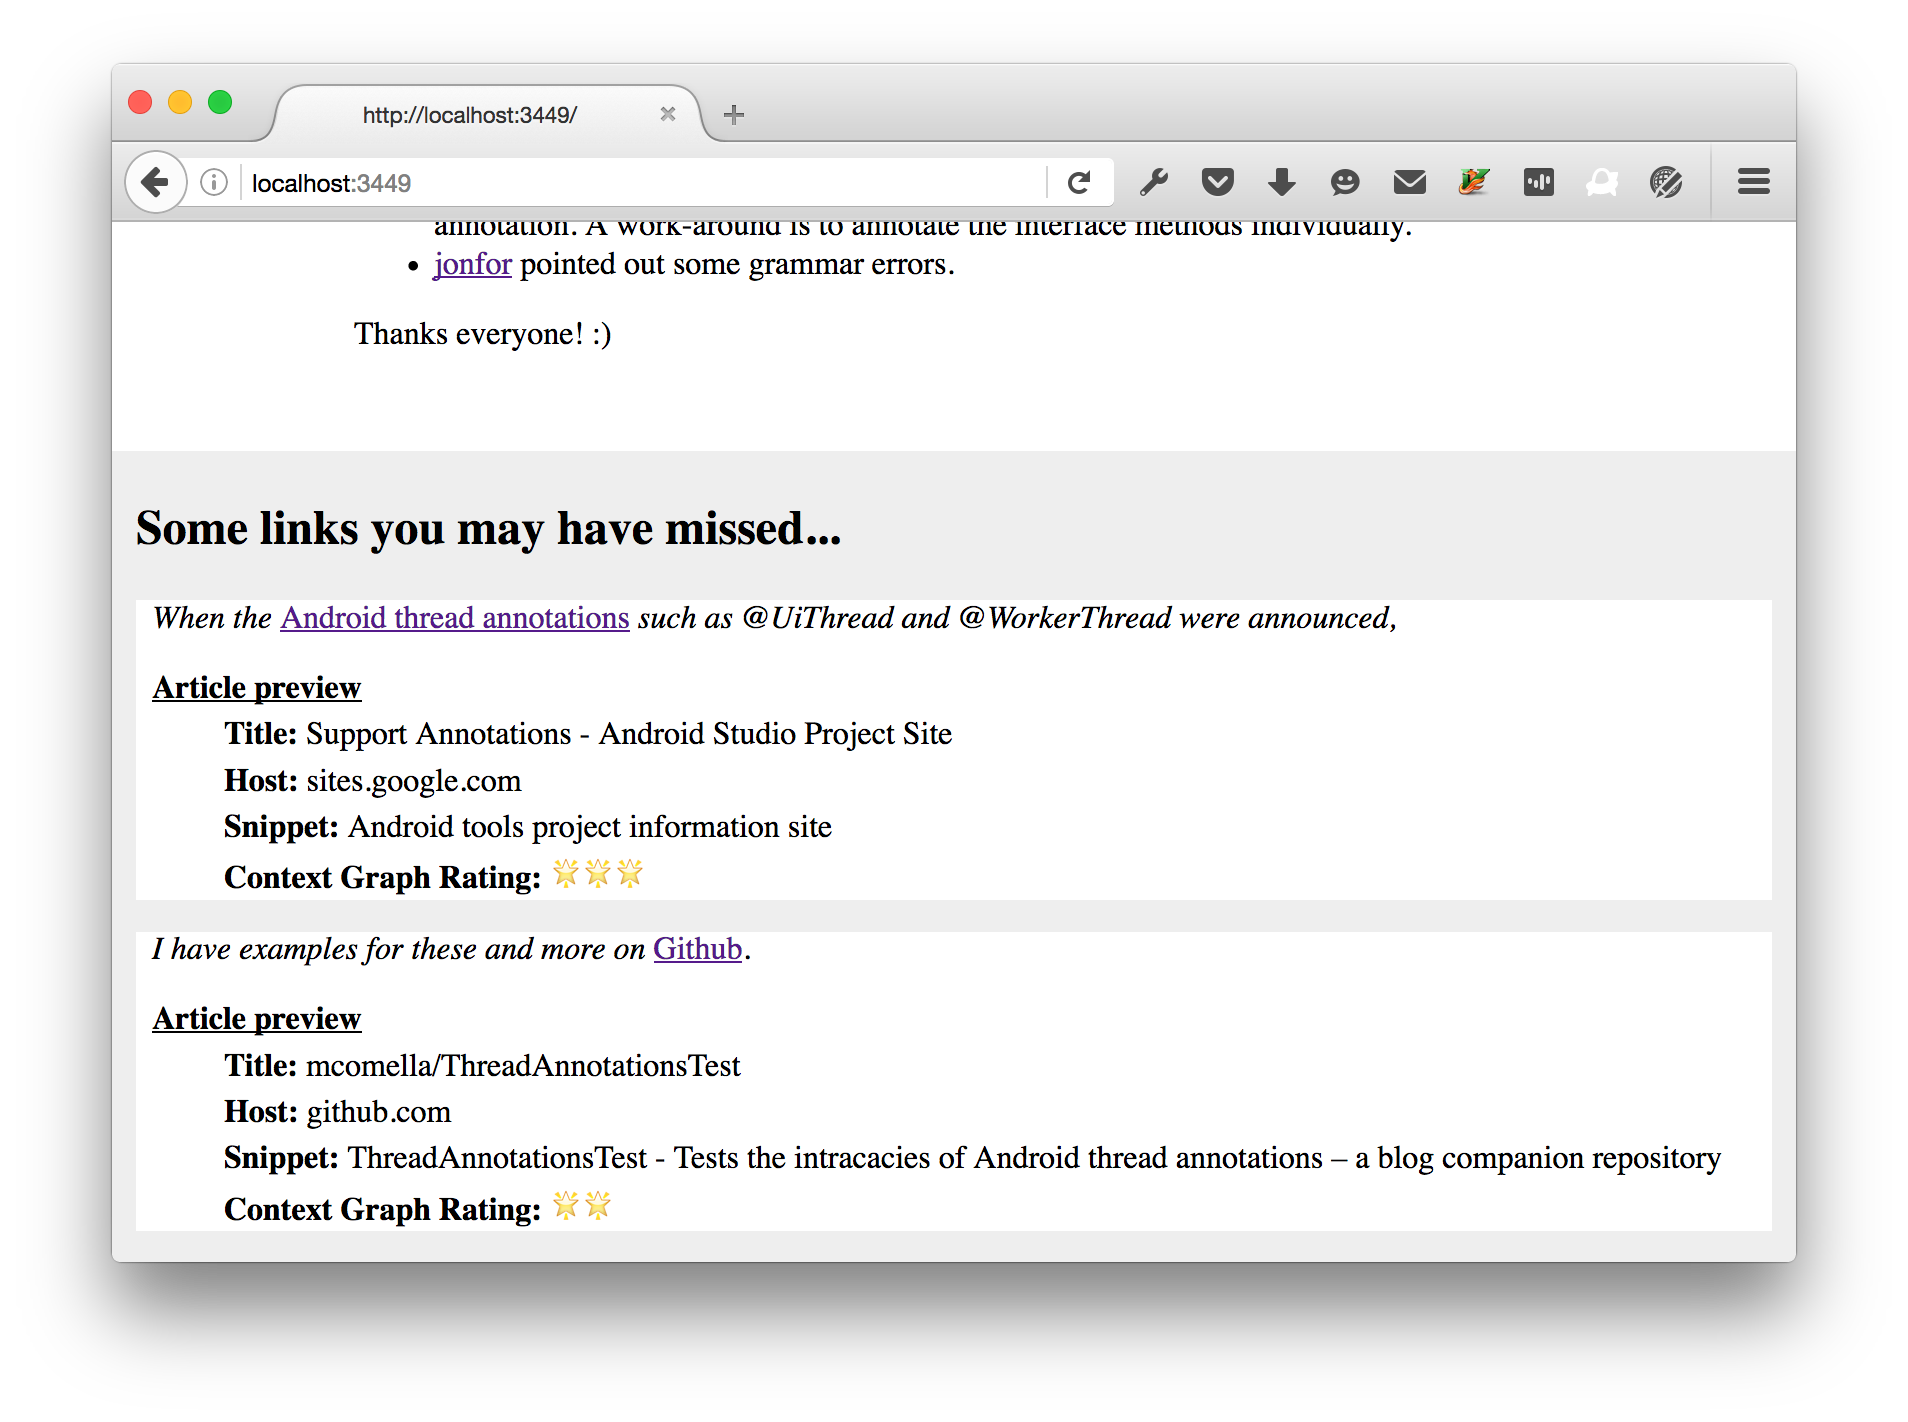 http://localhost:3449/
localhost:3449
annotation. A work-around is to annotate the interface methods individually.
• jonfor pointed out some grammar errors.
Thanks everyone! :)
Some links you may have missed...
When the Android thread annotations such as @UiThread and @WorkerThread were announced,
Article preview
Title: Support Annotations - Android Studio Project Site
Host: sites.google.com
Snippet: Android tools project information site
Context Graph Rating: 🌟🌟🌟
I have examples for these and more on Github.
Article preview
Title: mcomella/ThreadAnnotationsTest
Host: github.com
Snippet: ThreadAnnotationsTest - Tests the intracacies of Android thread annotations – a blog companion repository
Context Graph Rating: 🌟🌟